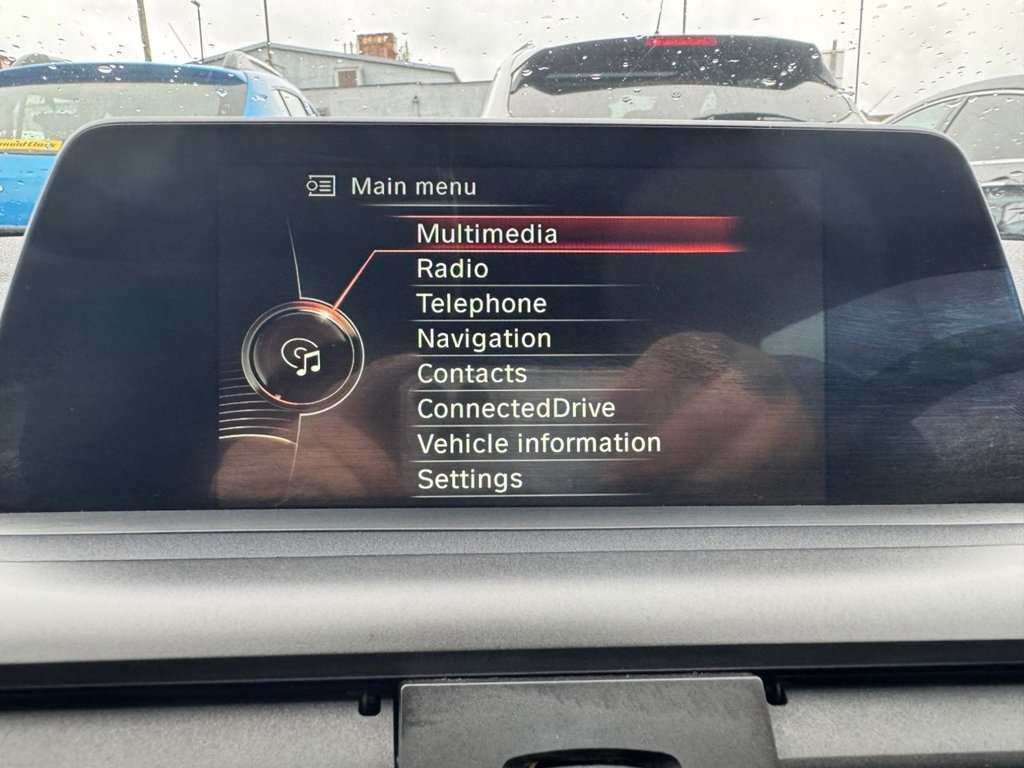 Main menu
Multimedia
Radio
Telephone
Navigation
Contacts
ConnectedDrive
Vehicle information
Settings